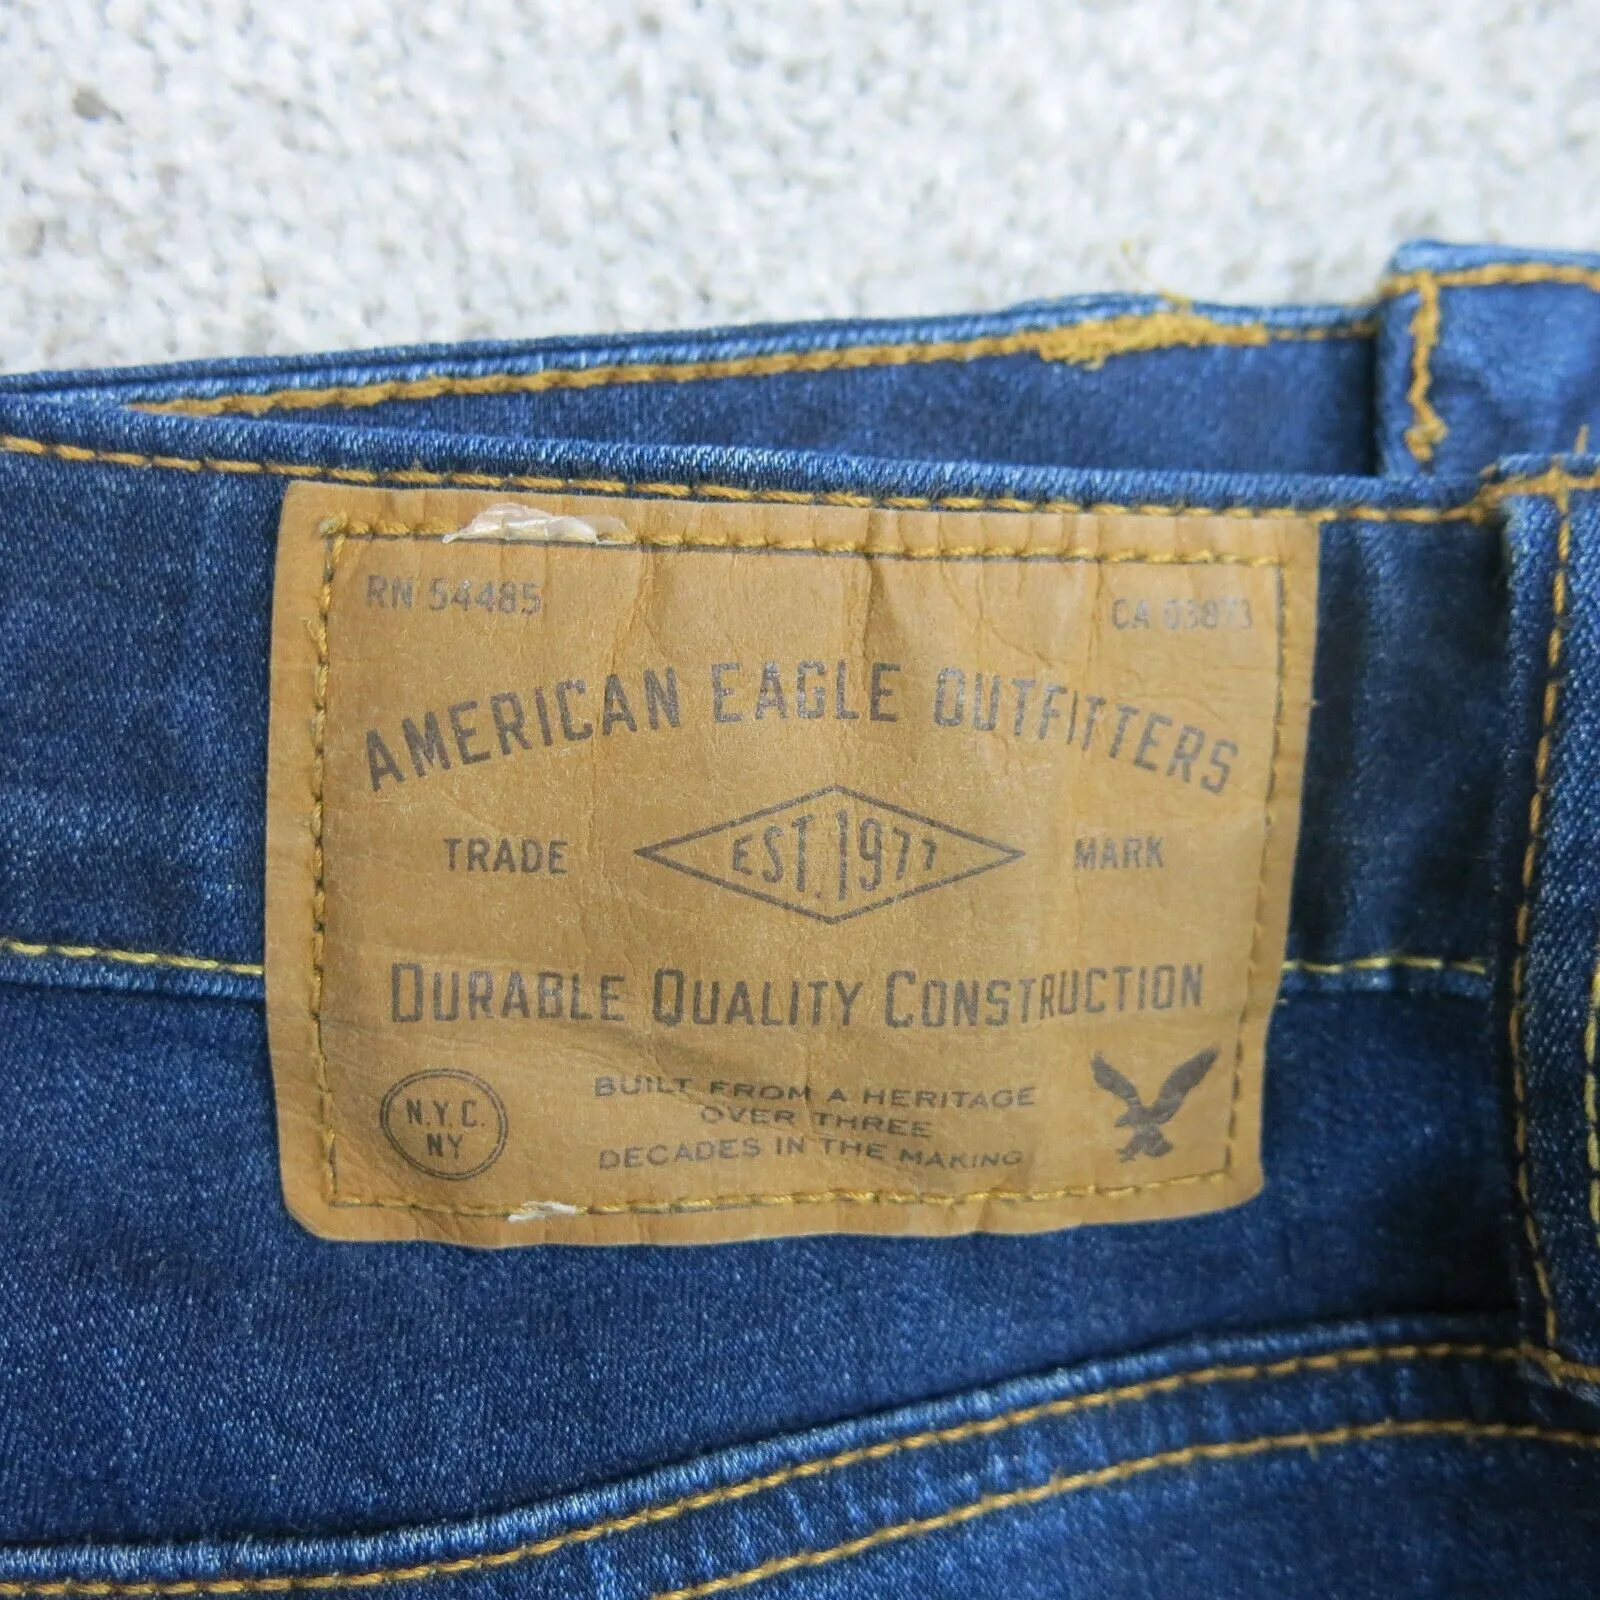 RN 54485 CA 03873
AMERICAN EAGLE OUTFITTERS
TRADE EST. 1977 MARK
DURABLE QUALITY CONSTRUCTION
N.Y.C.
NY
BUILT FROM A HERITAGE
OVER THREE
DECADES IN THE MAKING